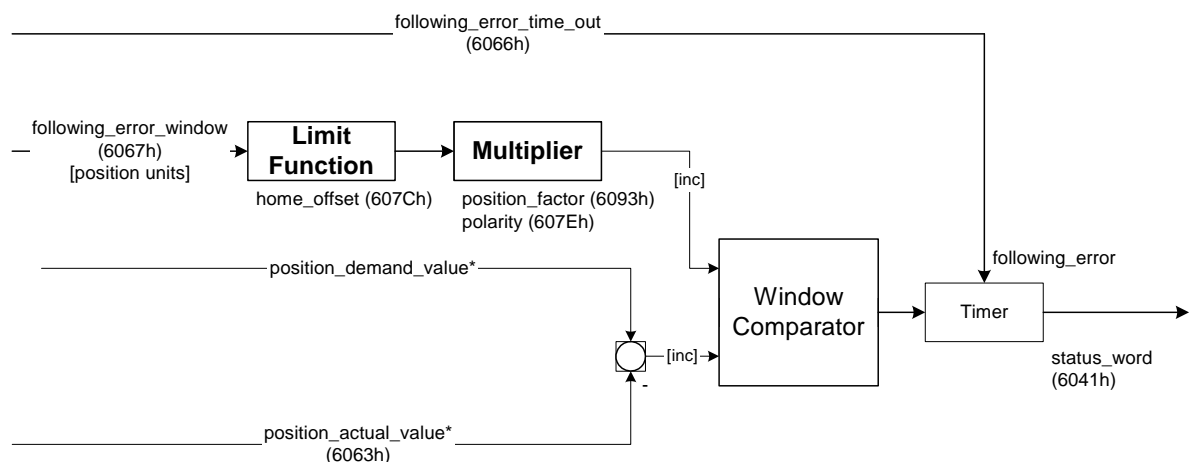 following_error_time_out
(6066h)
following_error_window
(6067h)
[position units]
Limit
Function
home_offset (607Ch)
Multiplier
position_factor (6093h)
polarity (607Eh)
[inc]
position_demand_value*
Window
Comparator
following_error
Timer
[inc]
-
status_word
(6041h)
position_actual_value*
(6063h)